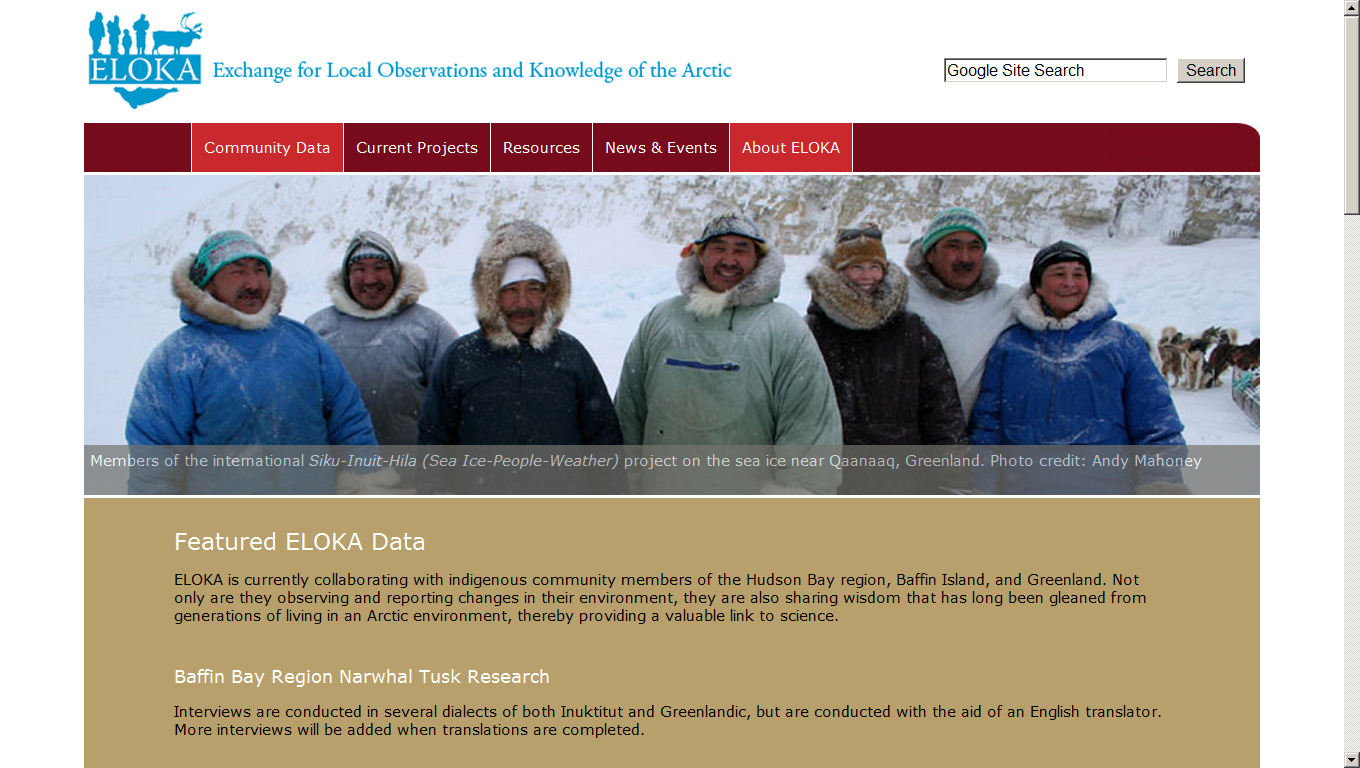 ELOKA
Exchange for Local Observations and Knowledge of the Arctic
Google Site Search
Search
Community Data
Current Projects
Resources
News & Events
About ELOKA
Members of the international Siku-Inuit-Hila (Sea Ice-People-Weather) project on the sea ice near Qaanaaq, Greenland. Photo credit: Andy Mahoney
Featured ELOKA Data
ELOKA is currently collaborating with indigenous community members of the Hudson Bay region, Baffin Island, and Greenland. Not
only are they observing and reporting changes in their environment, they are also sharing wisdom that has long been gleaned from
generations of living in an Arctic environment, thereby providing a valuable link to science.
Baffin Bay Region Narwhal Tusk Research
Interviews are conducted in several dialects of both Inuktitut and Greenlandic, but are conducted with the aid of an English translator.
More interviews will be added when translations are completed.